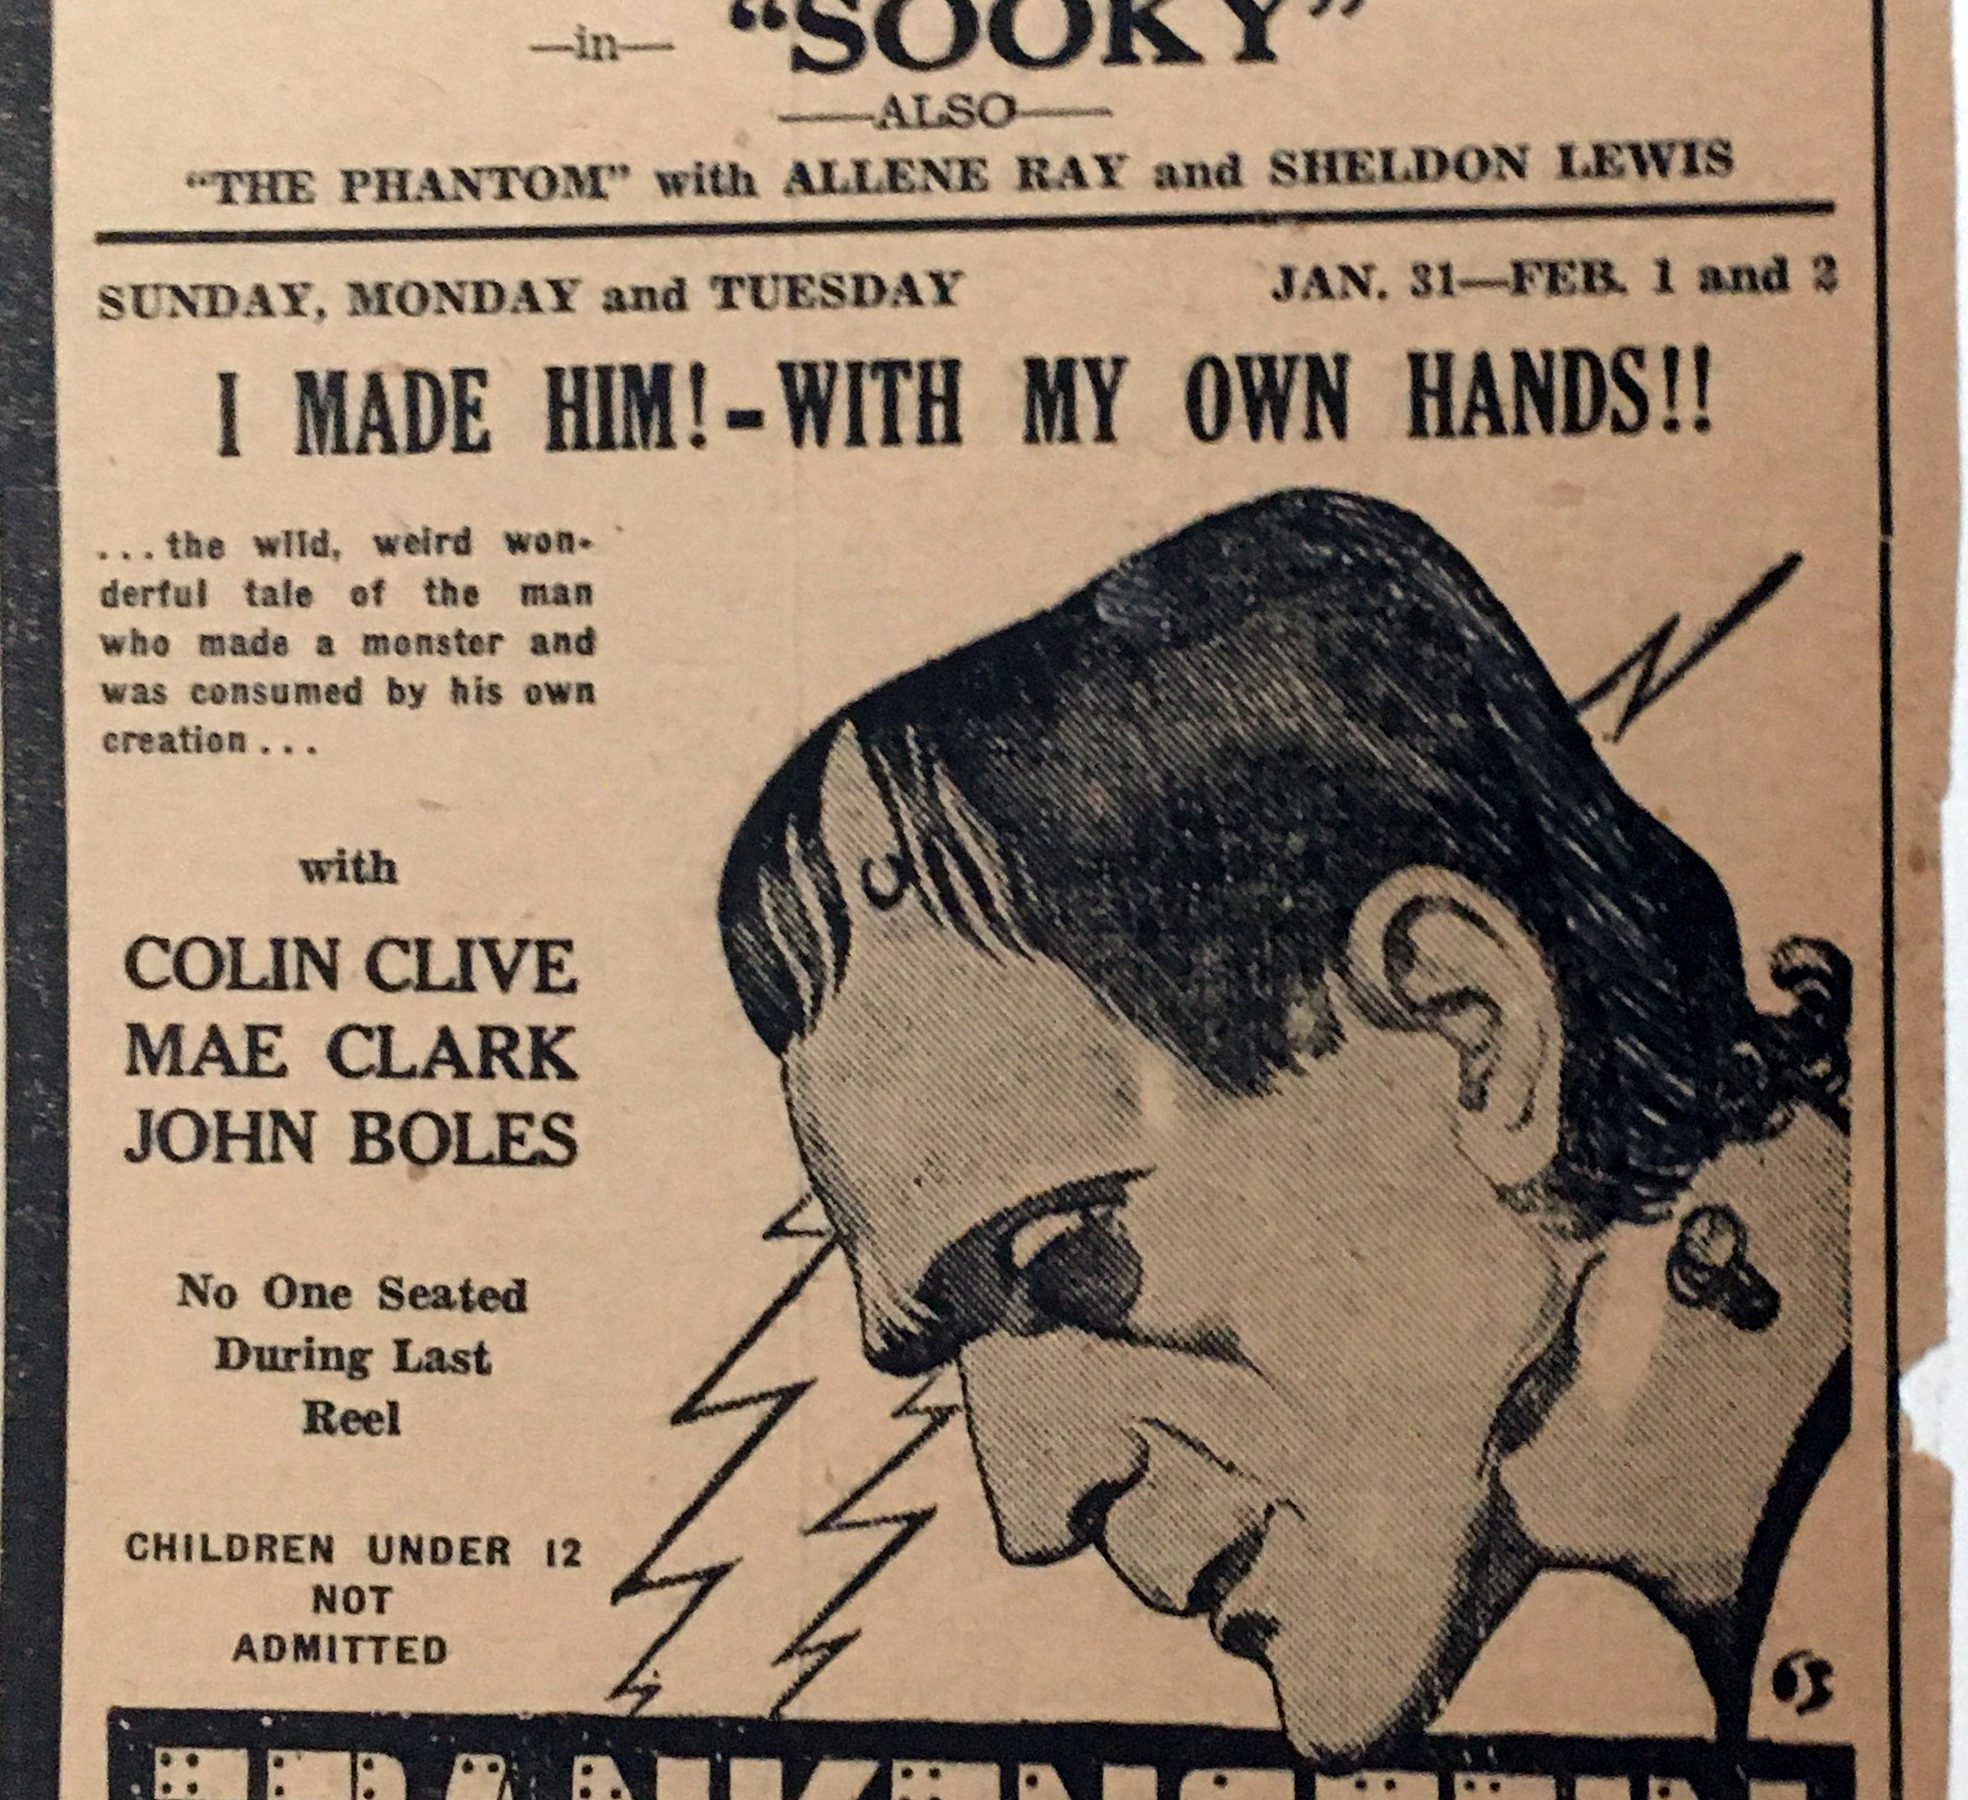 —in— "SOOKY"
—ALSO—
"THE PHANTOM" with ALLENE RAY and SHELDON LEWIS
SUNDAY, MONDAY and TUESDAY JAN. 31—FEB. 1 and 2
I MADE HIM!-WITH MY OWN HANDS!!
...the wild, weird won-
derful tale of the man
who made a monster and
was consumed by his own
creation...
with
COLIN CLIVE
MAE CLARK
JOHN BOLES
No One Seated
During Last
Reel
CHILDREN UNDER 12
NOT
ADMITTED
FRANKENSTEIN